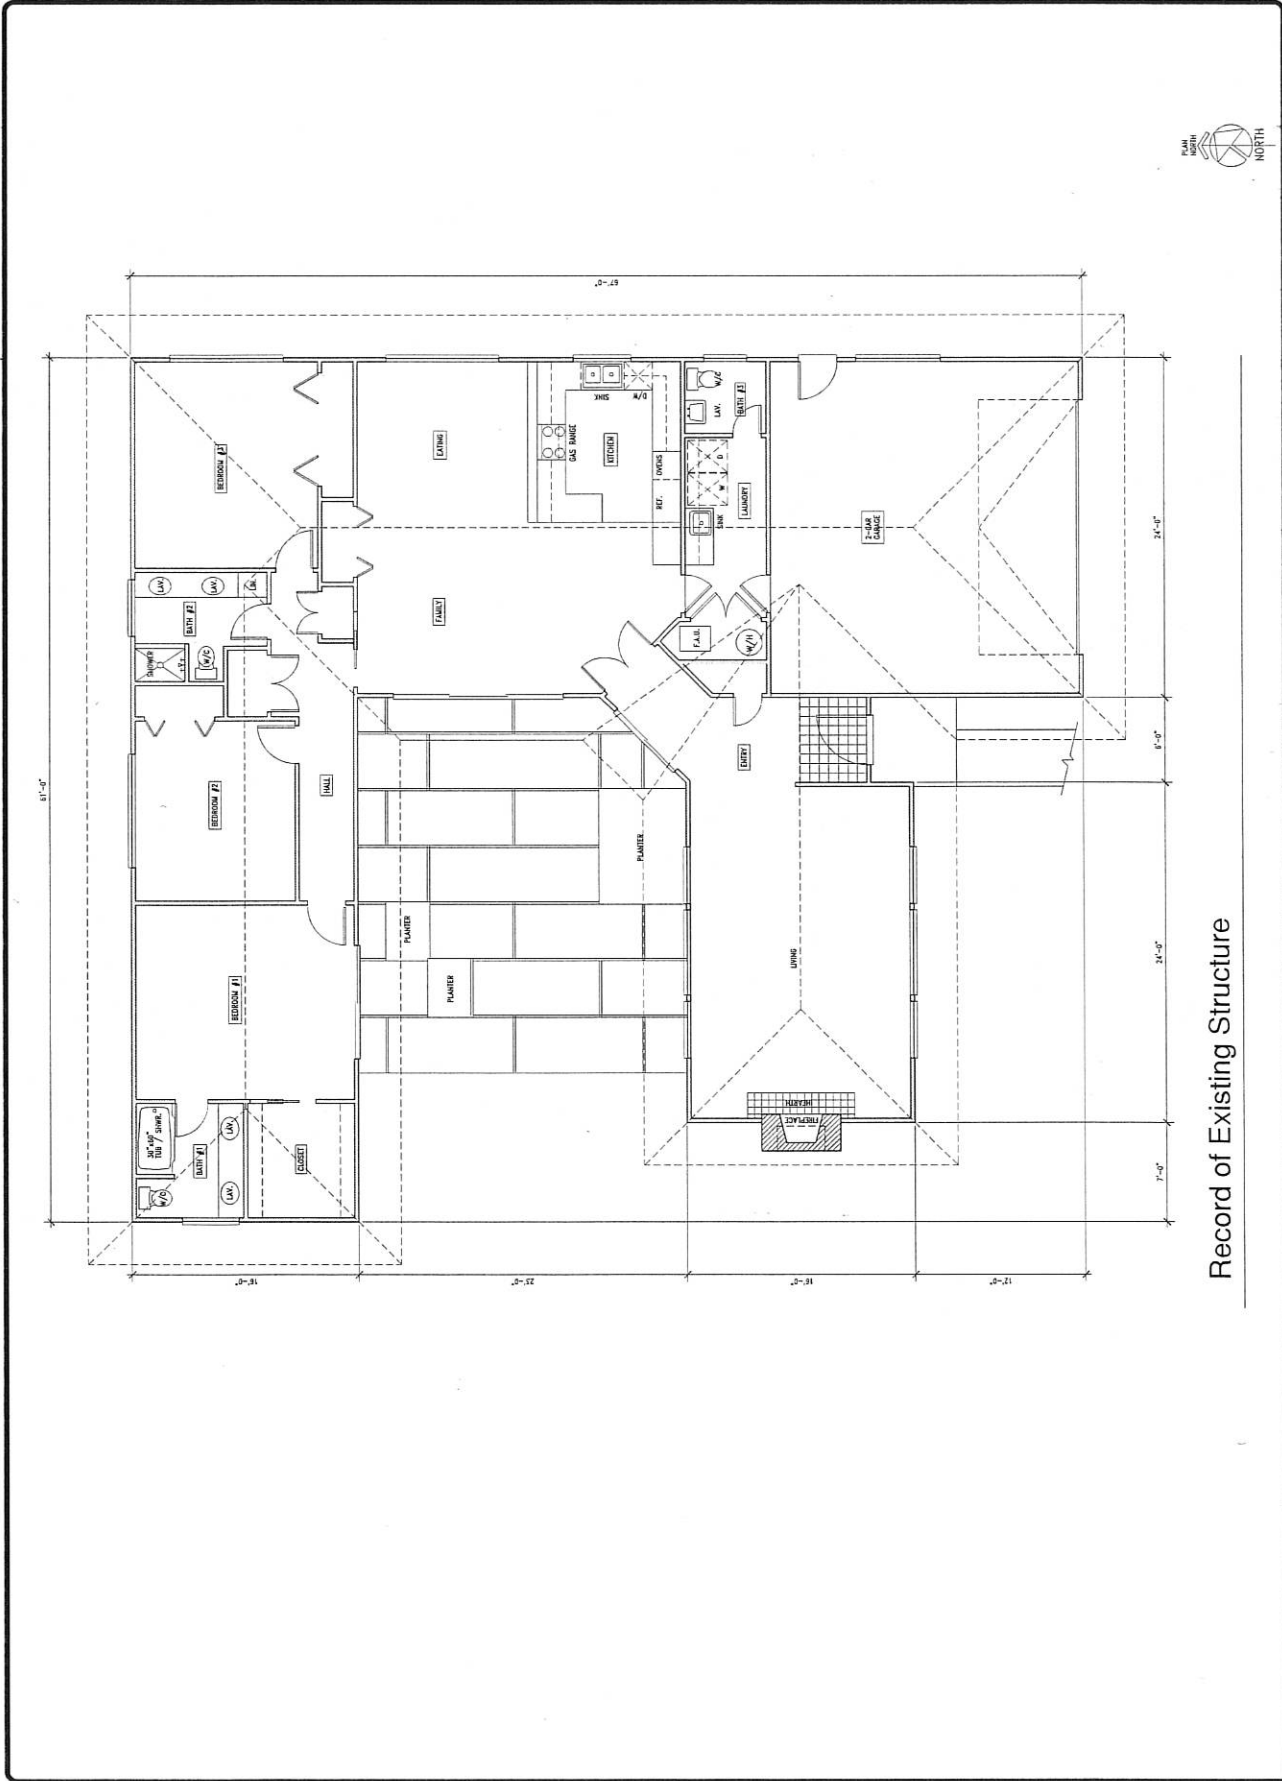 PLAN
NORTH
NORTH
67'-0"
61'-0"
BEDROOM #3
EATING
SINK
D/W
GAS RANGE
KITCHEN
OVENS
REF.
W/C
LAV.
BATH #3
D
W
LAUNDRY
SINK
2-CAR
GARAGE
24'-0"
LAV.
LAV.
LIN.
BATH #2
SHOWER
W/C
FAMILY
F.A.U.
W/H
BEDROOM #2
HALL
ENTRY
6'-0"
PLANTER
PLANTER
PLANTER
BEDROOM #1
LIVING
24'-0"
HEARTH
FIREPLACE
30"x60"
TUB / SHWR.
W/C
BATH #1
LAV.
LAV.
CLOSET
7'-0"
16'-0"
16'-0"
12'-0"
Record of Existing Structure